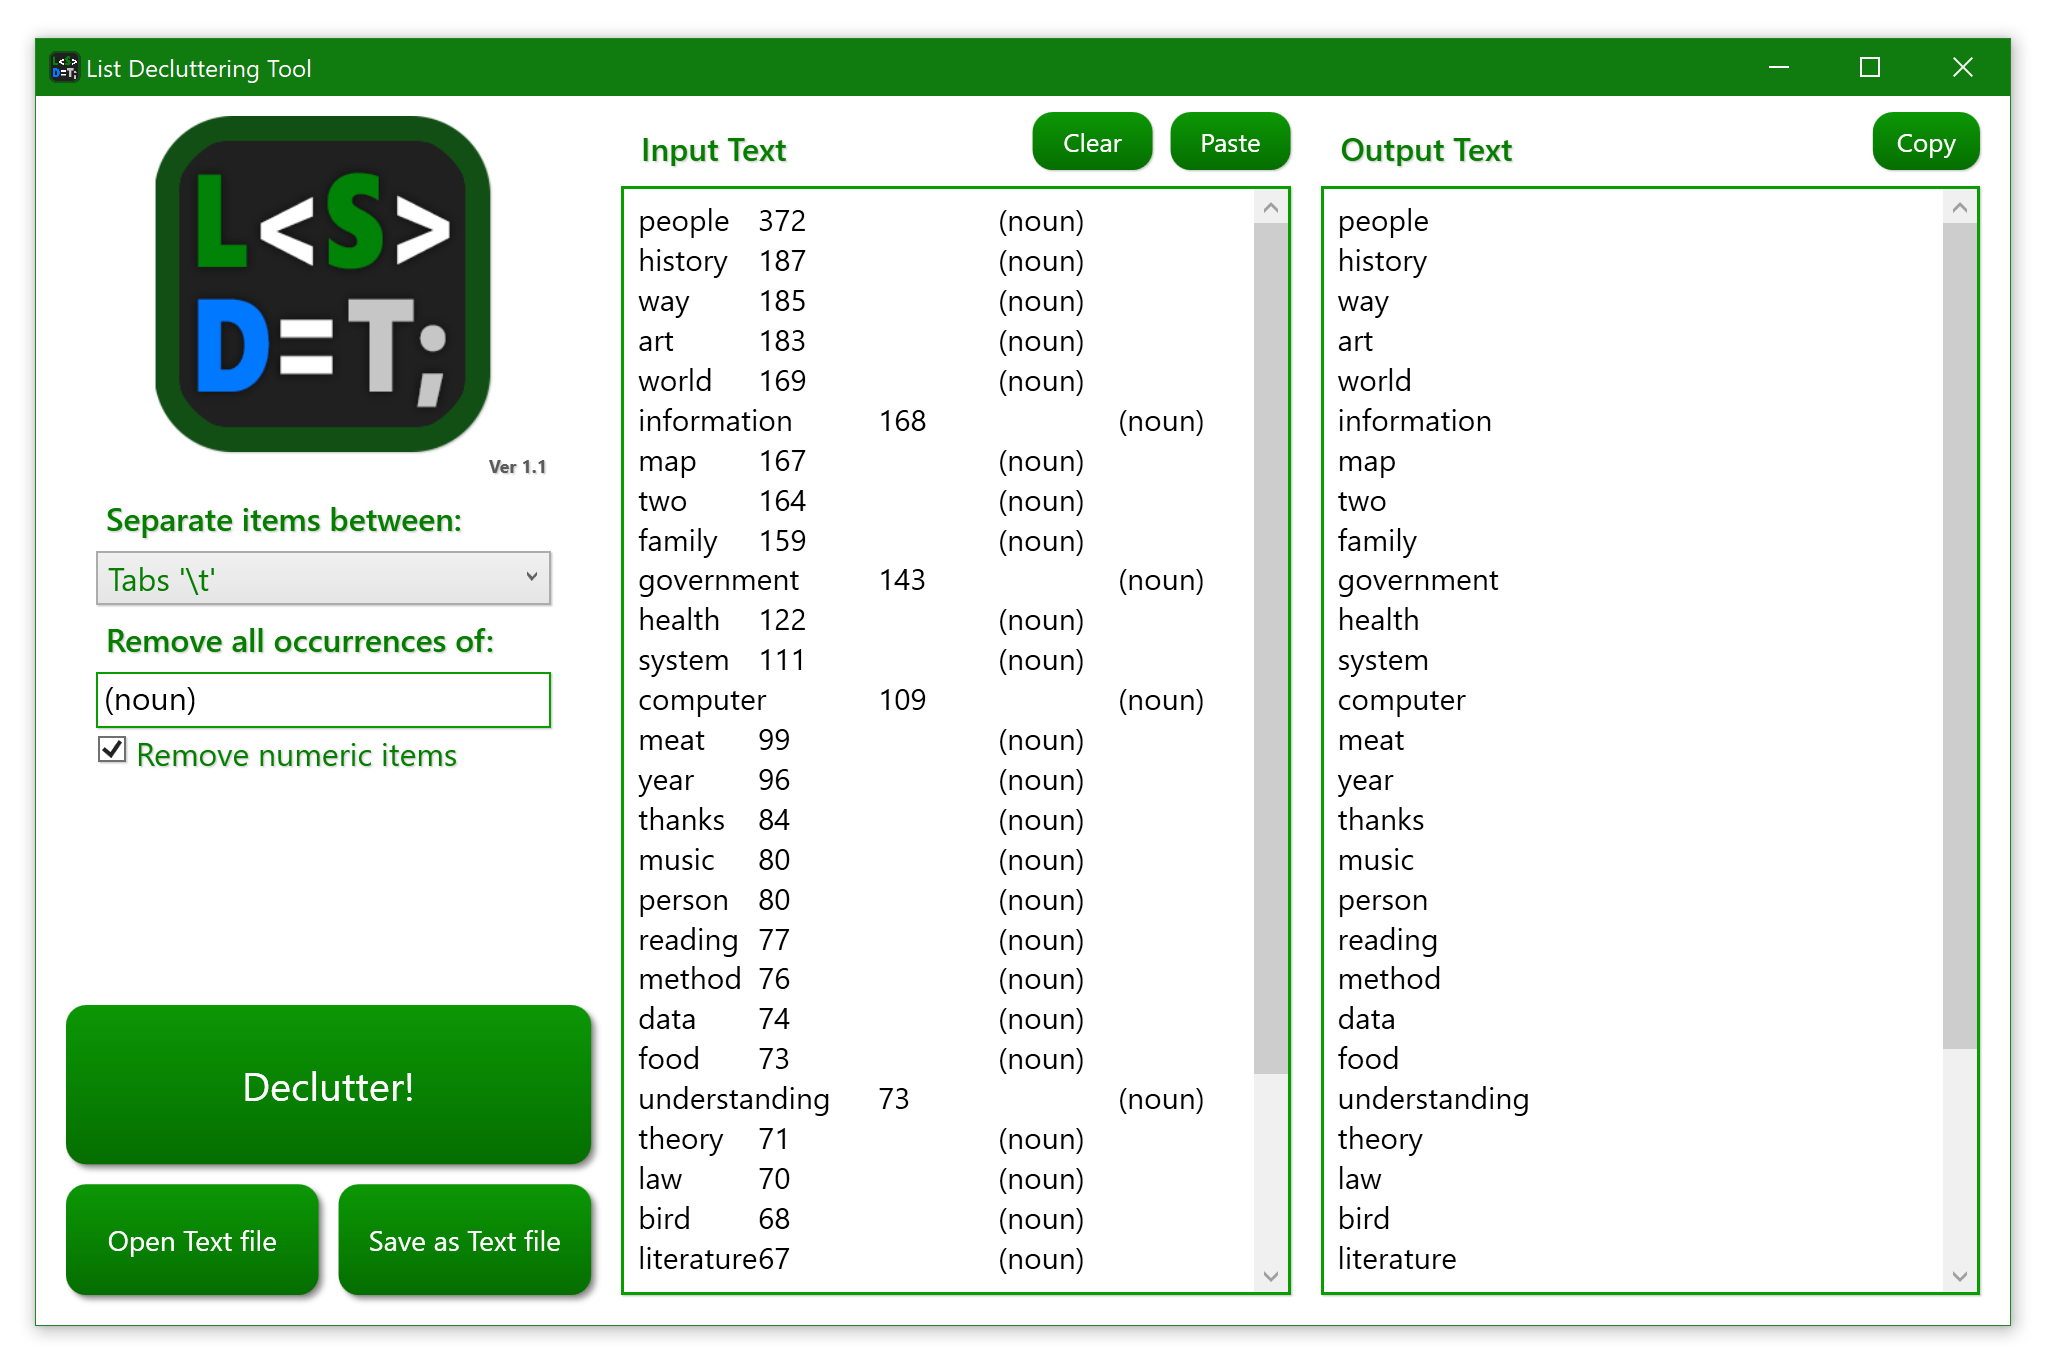 List Decluttering Tool
L<S>
D=T;
Ver 1.1
Separate items between:
Tabs '\t'
Remove all occurrences of:
(noun)
Remove numeric items
Declutter!
Open Text file
Save as Text file
Input Text
Clear
Paste
people 372 (noun)
history 187 (noun)
way 185 (noun)
art 183 (noun)
world 169 (noun)
information 168 (noun)
map 167 (noun)
two 164 (noun)
family 159 (noun)
government 143 (noun)
health 122 (noun)
system 111 (noun)
computer 109 (noun)
meat 99 (noun)
year 96 (noun)
thanks 84 (noun)
music 80 (noun)
person 80 (noun)
reading 77 (noun)
method 76 (noun)
data 74 (noun)
food 73 (noun)
understanding 73 (noun)
theory 71 (noun)
law 70 (noun)
bird 68 (noun)
literature67 (noun)
Output Text
Copy
people
history
way
art
world
information
map
two
family
government
health
system
computer
meat
year
thanks
music
person
reading
method
data
food
understanding
theory
law
bird
literature